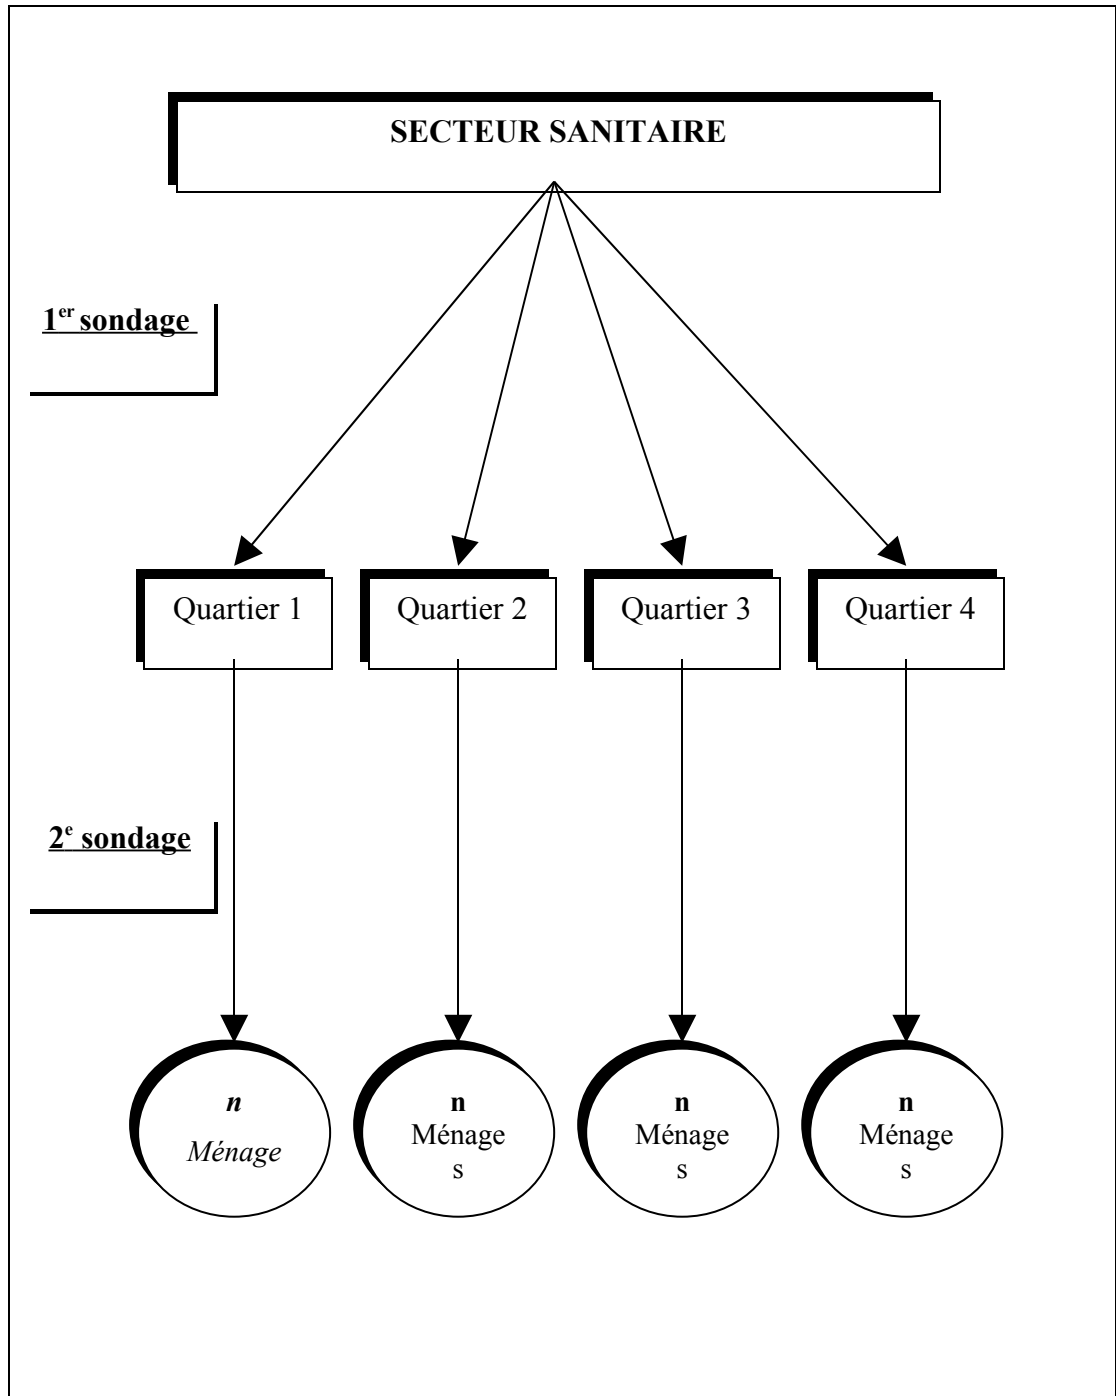 SECTEUR SANITAIRE
1er sondage
Quartier 1
Quartier 2
Quartier 3
Quartier 4
2e sondage
n
Ménage
n
Ménage
s
n
Ménage
s
n
Ménage
s